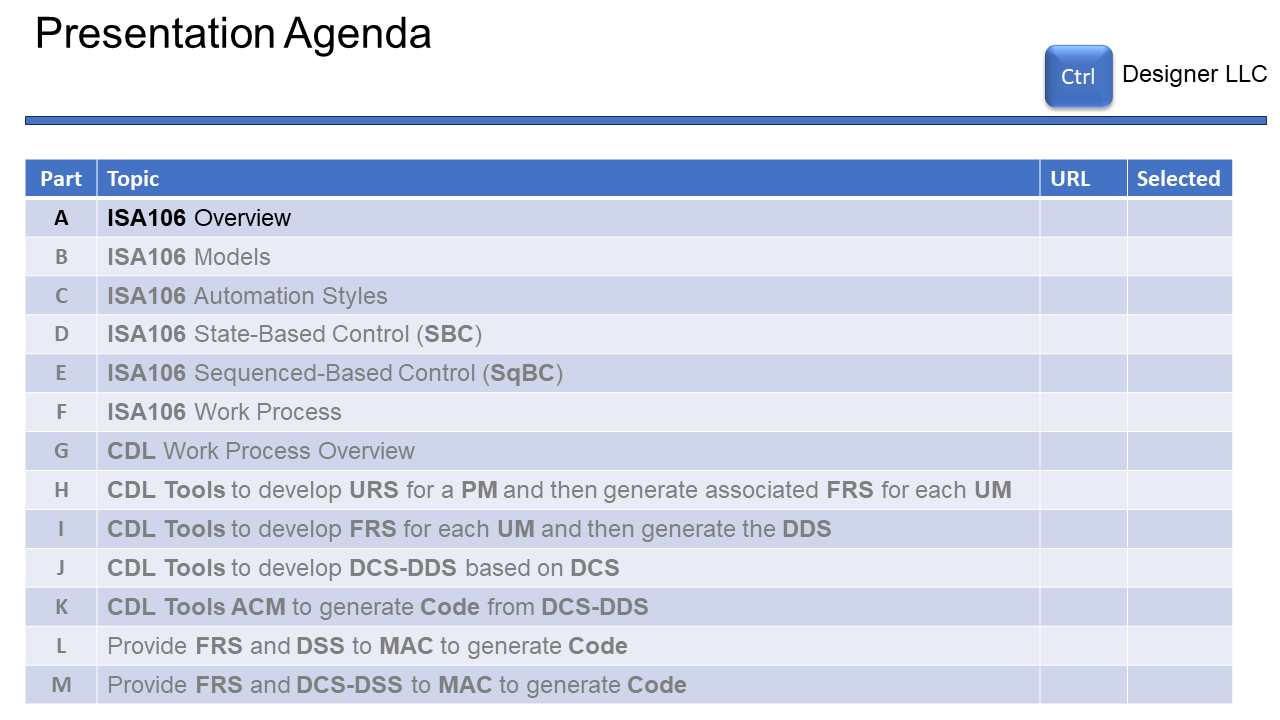 Presentation Agenda
Ctrl Designer LLC
Part Topic URL Selected
A ISA106 Overview
B ISA106 Models
C ISA106 Automation Styles
D ISA106 State-Based Control (SBC)
E ISA106 Sequenced-Based Control (SqBC)
F ISA106 Work Process
G CDL Work Process Overview
H CDL Tools to develop URS for a PM and then generate associated FRS for each UM
I CDL Tools to develop FRS for each UM and then generate the DDS
J CDL Tools to develop DCS-DDS based on DCS
K CDL Tools ACM to generate Code from DCS-DDS
L Provide FRS and DSS to MAC to generate Code
M Provide FRS and DCS-DSS to MAC to generate Code